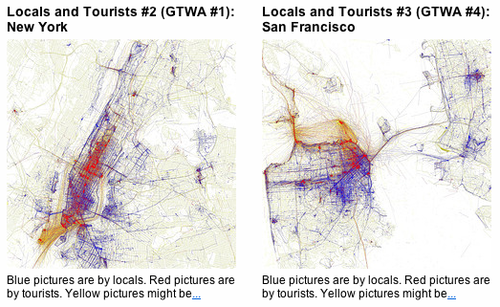 Locals and Tourists #2 (GTWA #1):
New York
Blue pictures are by locals. Red pictures are
by tourists. Yellow pictures might be...
Locals and Tourists #3 (GTWA #4):
San Francisco
Blue pictures are by locals. Red pictures are
by tourists. Yellow pictures might be...